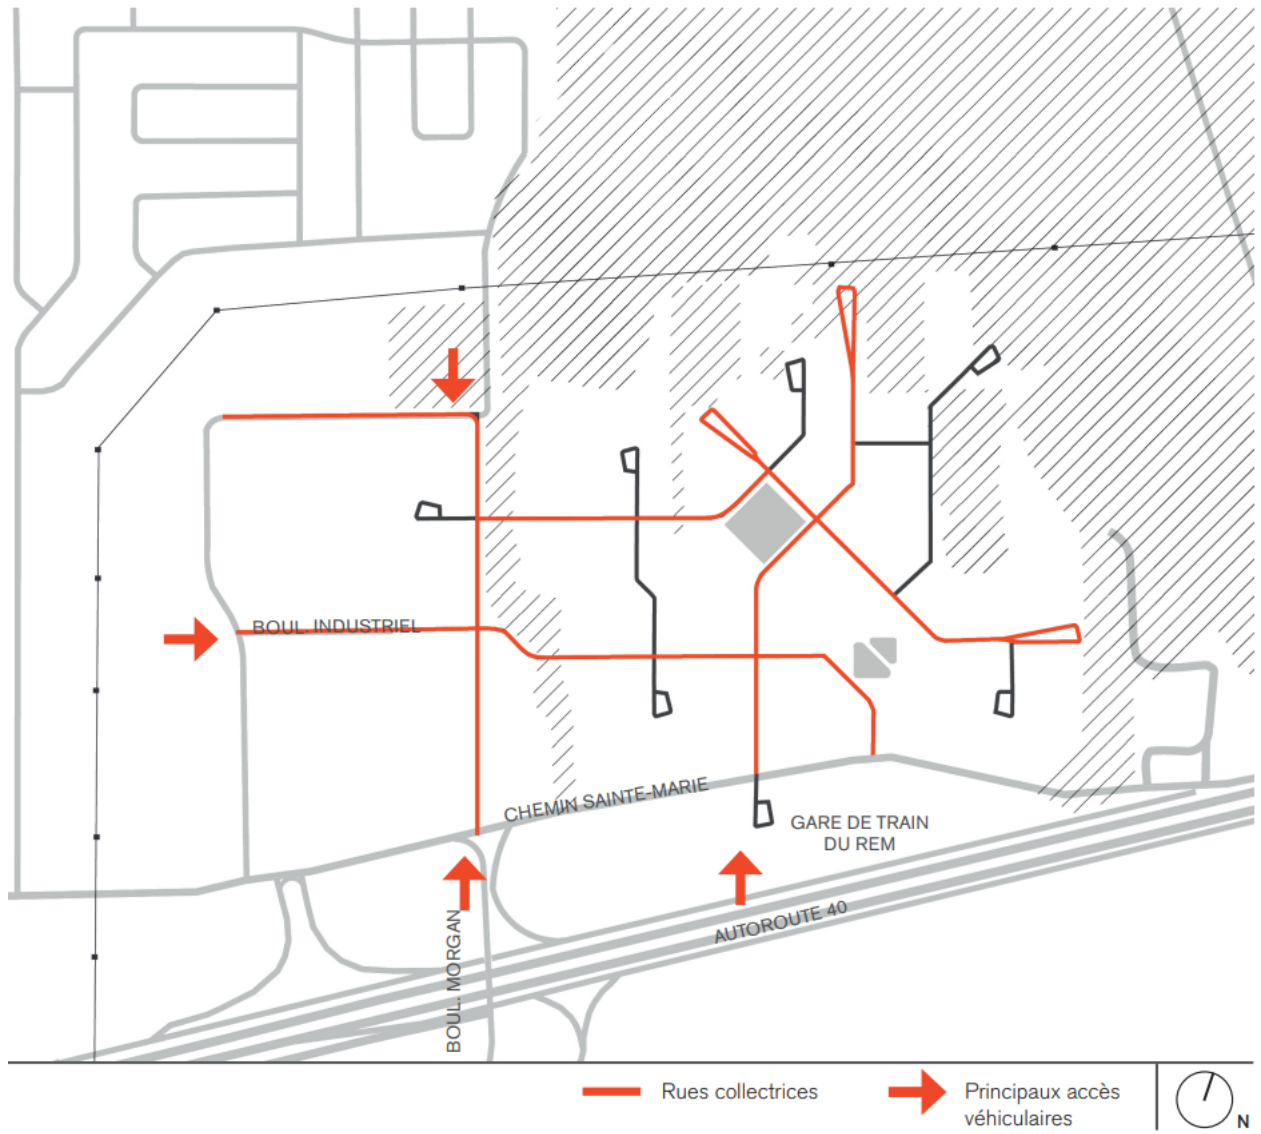 BOUL. INDUSTRIEL
CHEMIN SAINTE-MARIE
GARE DE TRAIN
DU REM
AUTOROUTE 40
BOUL. MORGAN
Rues collectrices
Principaux accès
véhiculaires
N